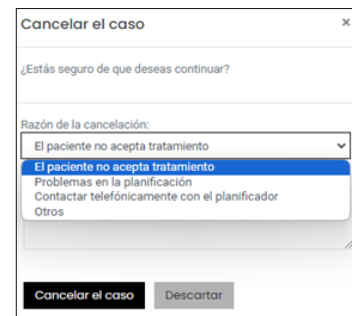 Cancelar el caso ×
¿Estás seguro de que deseas continuar?
Razón de la cancelación:
El paciente no acepta tratamiento
El paciente no acepta tratamiento
Problemas en la planificación
Contactar telefónicamente con el planificador
Otros
Cancelar el caso Descartar